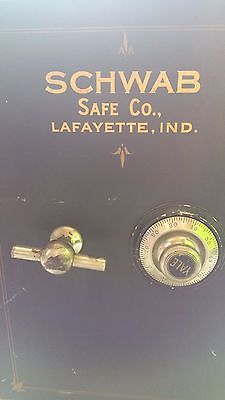 SCHWAB
SAFE CO.,
LAFAYETTE, IND.
YALE